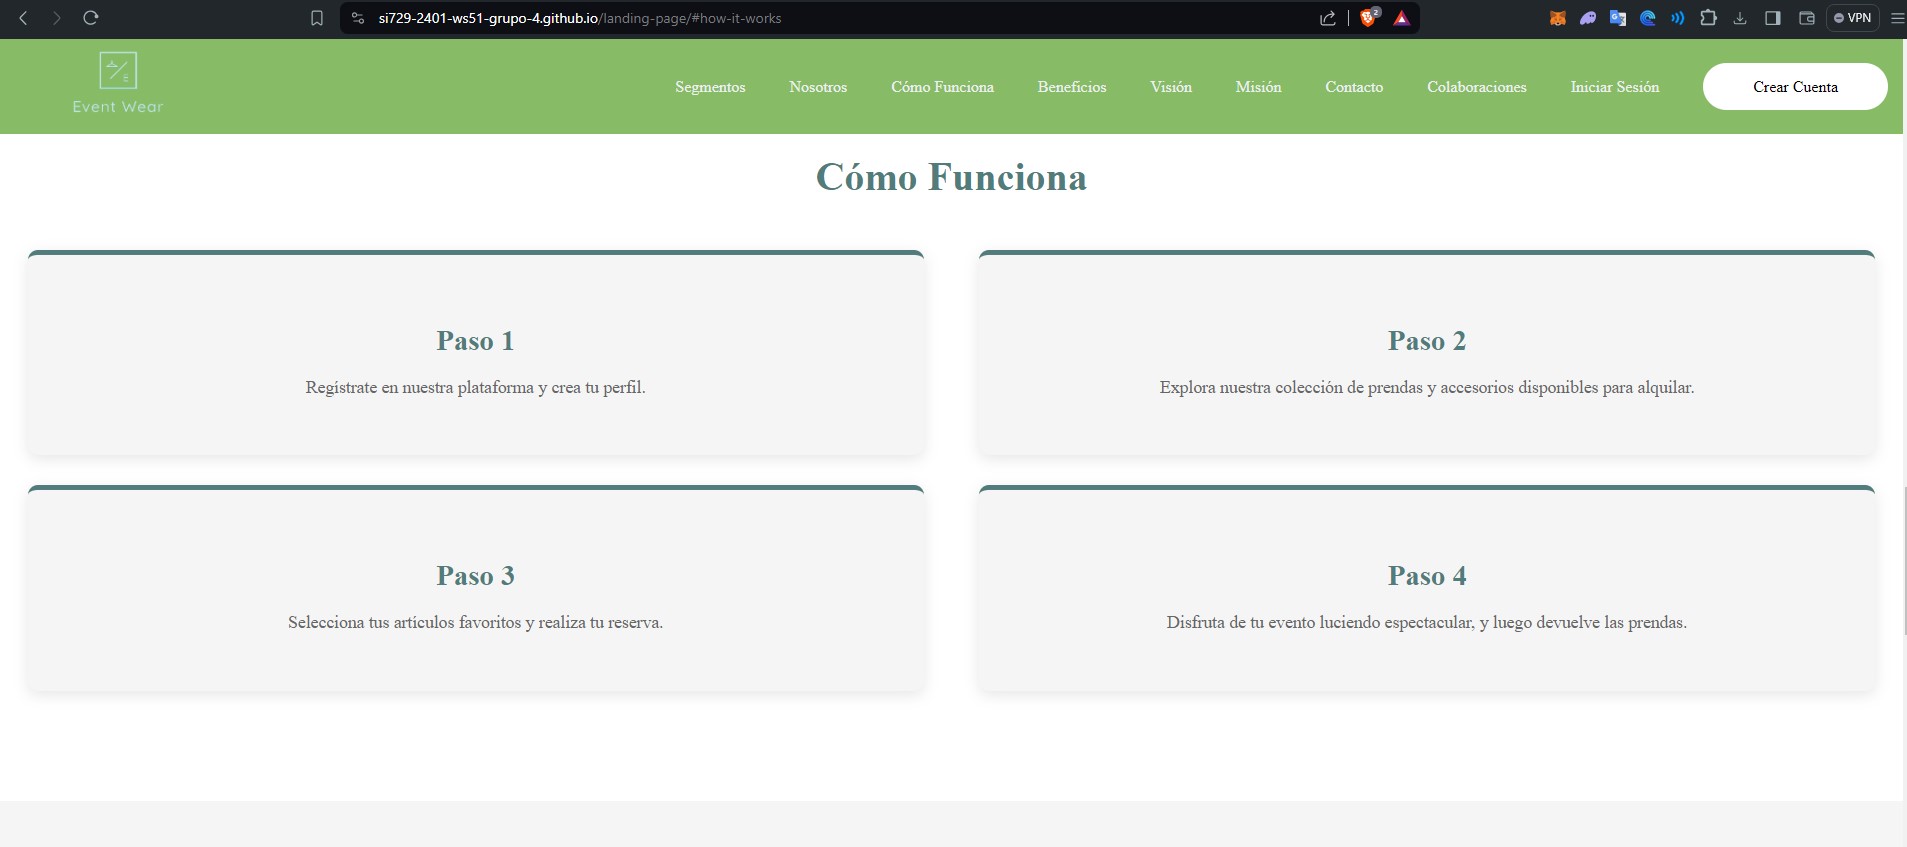 si729-2401-ws51-grupo-4.github.io/landing-page/#how-it-works
2
VPN
Event Wear
Segmentos
Nosotros
Cómo Funciona
Beneficios
Visión
Misión
Contacto
Colaboraciones
Iniciar Sesión
Crear Cuenta
Cómo Funciona
Paso 1
Regístrate en nuestra plataforma y crea tu perfil.
Paso 2
Explora nuestra colección de prendas y accesorios disponibles para alquilar.
Paso 3
Selecciona tus artículos favoritos y realiza tu reserva.
Paso 4
Disfruta de tu evento luciendo espectacular, y luego devuelve las prendas.